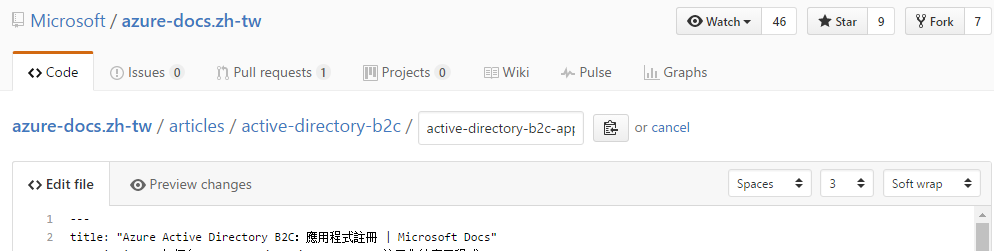 Microsoft / azure-docs.zh-tw Watch 46 Star 9 Fork 7
Code Issues 0 Pull requests 1 Projects 0 Wiki Pulse Graphs
azure-docs.zh-tw / articles / active-directory-b2c / active-directory-b2c-app or cancel
Edit file Preview changes Spaces 3 Soft wrap
1 ---
2 title: "Azure Active Directory B2C: 應用程式註冊 | Microsoft Docs"